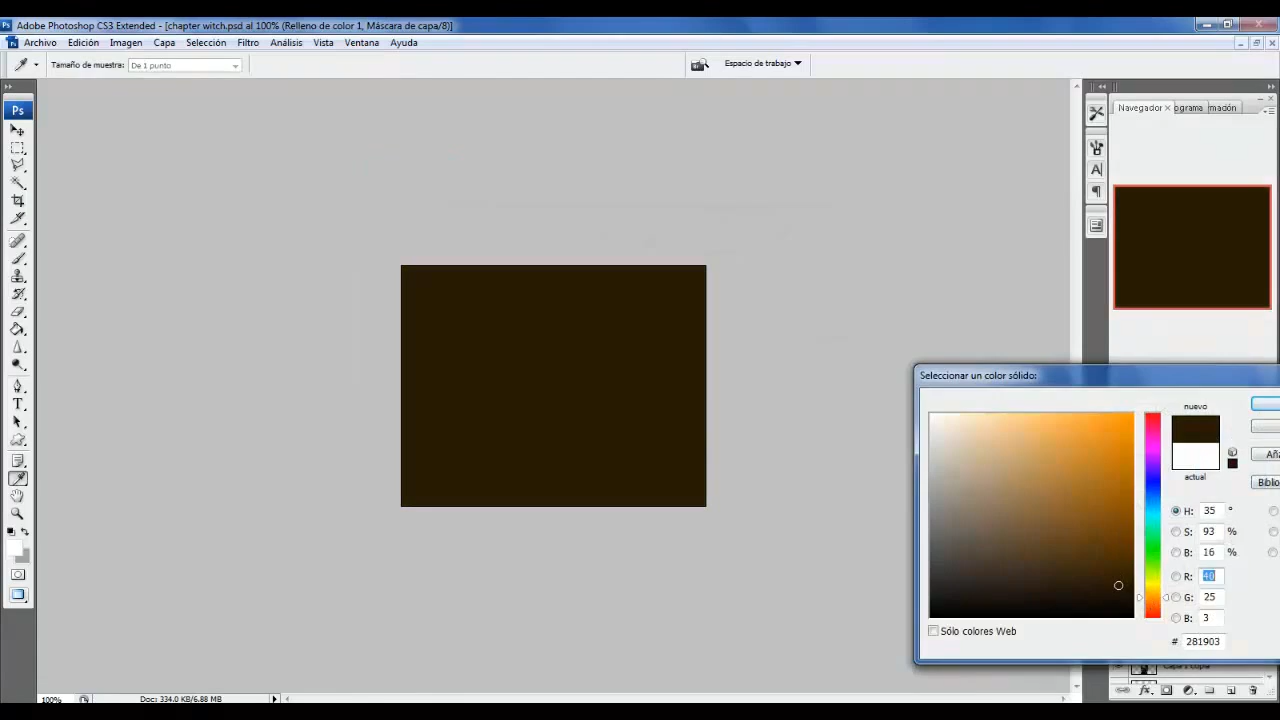 Adobe Photoshop CS3 Extended - [chapter witch.psd al 100% (Relleno de color 1, Máscara de capa/8)]
Archivo Edición Imagen Capa Selección Filtro Análisis Vista Ventana Ayuda
Tamaño de muestra: De 1 punto Espacio de trabajo
Ps
Navegador ograma mación
Seleccionar un color sólido:
nuevo
actual
Aña
Biblio
H: 35 °
S: 93 %
B: 16 %
R: 40
G: 25
B: 3
Sólo colores Web
# 281903
100% Doc: 334.0 KB/6.88 MB